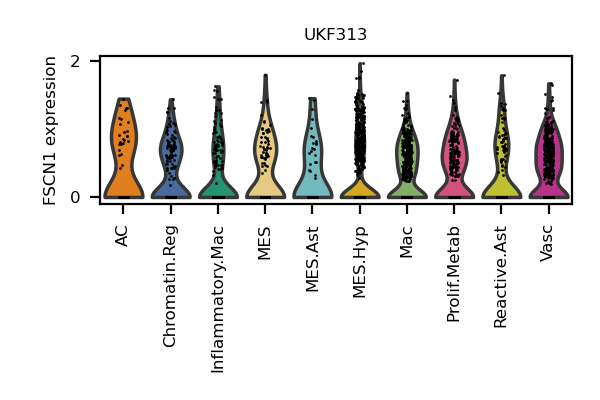 UKF313
FSCN1 expression
2
0
AC
Chromatin.Reg
Inflammatory.Mac
MES
MES.Ast
MES.Hyp
Mac
Prolif.Metab
Reactive.Ast
Vasc